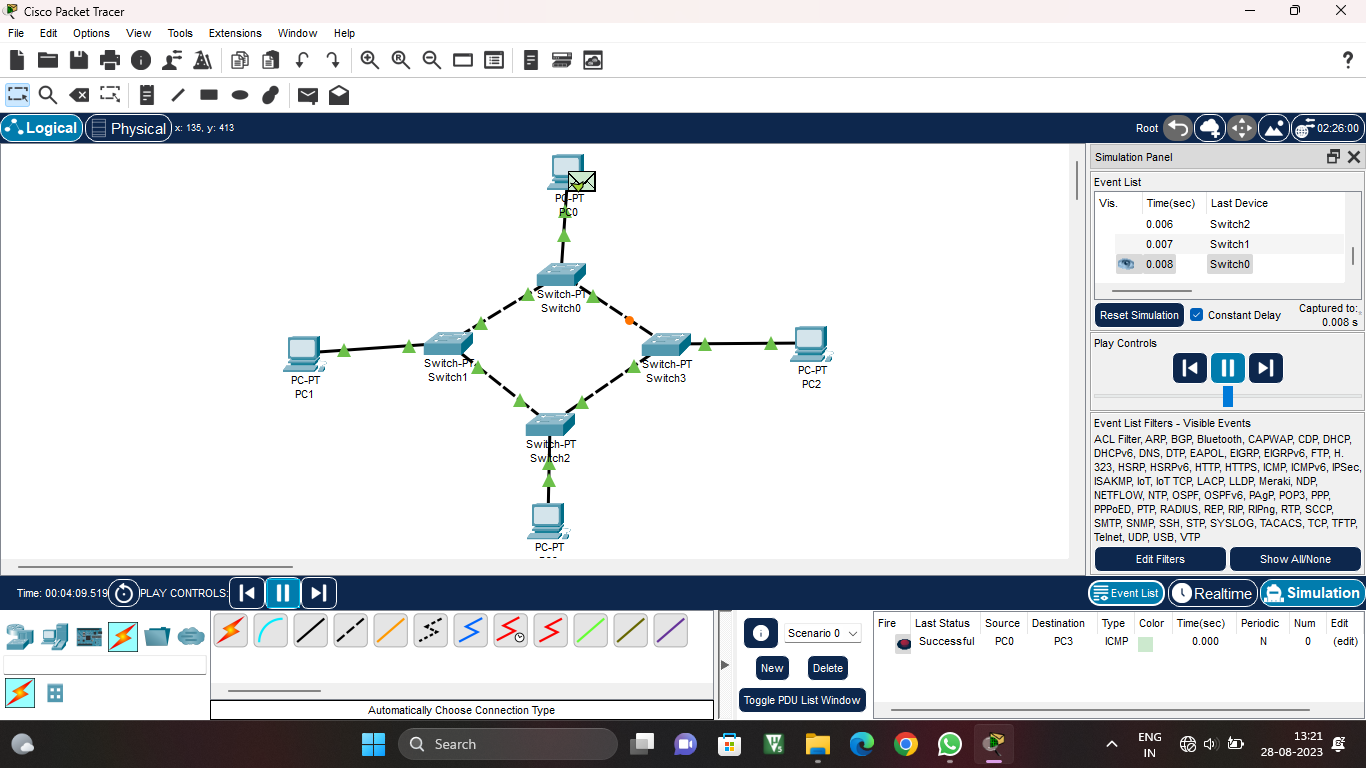 Cisco Packet Tracer
File Edit Options View Tools Extensions Window Help
Logical Physical x: 135, y: 413 Root 02:26:00
PC-PT
PC0
Switch-PT
Switch0
PC-PT
PC1
Switch-PT
Switch1
Switch-PT
Switch3
PC-PT
PC2
Switch-PT
Switch2
PC-PT
Simulation Panel
Event List
Vis. Time(sec) Last Device
0.006 Switch2
0.007 Switch1
0.008 Switch0
Reset Simulation Constant Delay Captured to:
0.008 s
Play Controls
Event List Filters - Visible Events
ACL Filter, ARP, BGP, Bluetooth, CAPWAP, CDP, DHCP,
DHCPv6, DNS, DTP, EAPOL, EIGRP, EIGRPv6, FTP, H.
323, HSRP, HSRPv6, HTTP, HTTPS, ICMP, ICMPv6, IPSec,
ISAKMP, IoT, IoT TCP, LACP, LLDP, Meraki, NDP,
NETFLOW, NTP, OSPF, OSPFv6, PAgP, POP3, PPP,
PPPoED, PTP, RADIUS, REP, RIP, RIPng, RTP, SCCP,
SMTP, SNMP, SSH, STP, SYSLOG, TACACS, TCP, TFTP,
Telnet, UDP, USB, VTP
Edit Filters Show All/None
Time: 00:04:09.519 PLAY CONTROLS: Event List Realtime Simulation
Automatically Choose Connection Type
Scenario 0
New Delete
Toggle PDU List Window
Fire Last Status Source Destination Type Color Time(sec) Periodic Num Edit
Successful PC0 PC3 ICMP 0.000 N 0 (edit)
Search
ENG
IN
13:21
28-08-2023